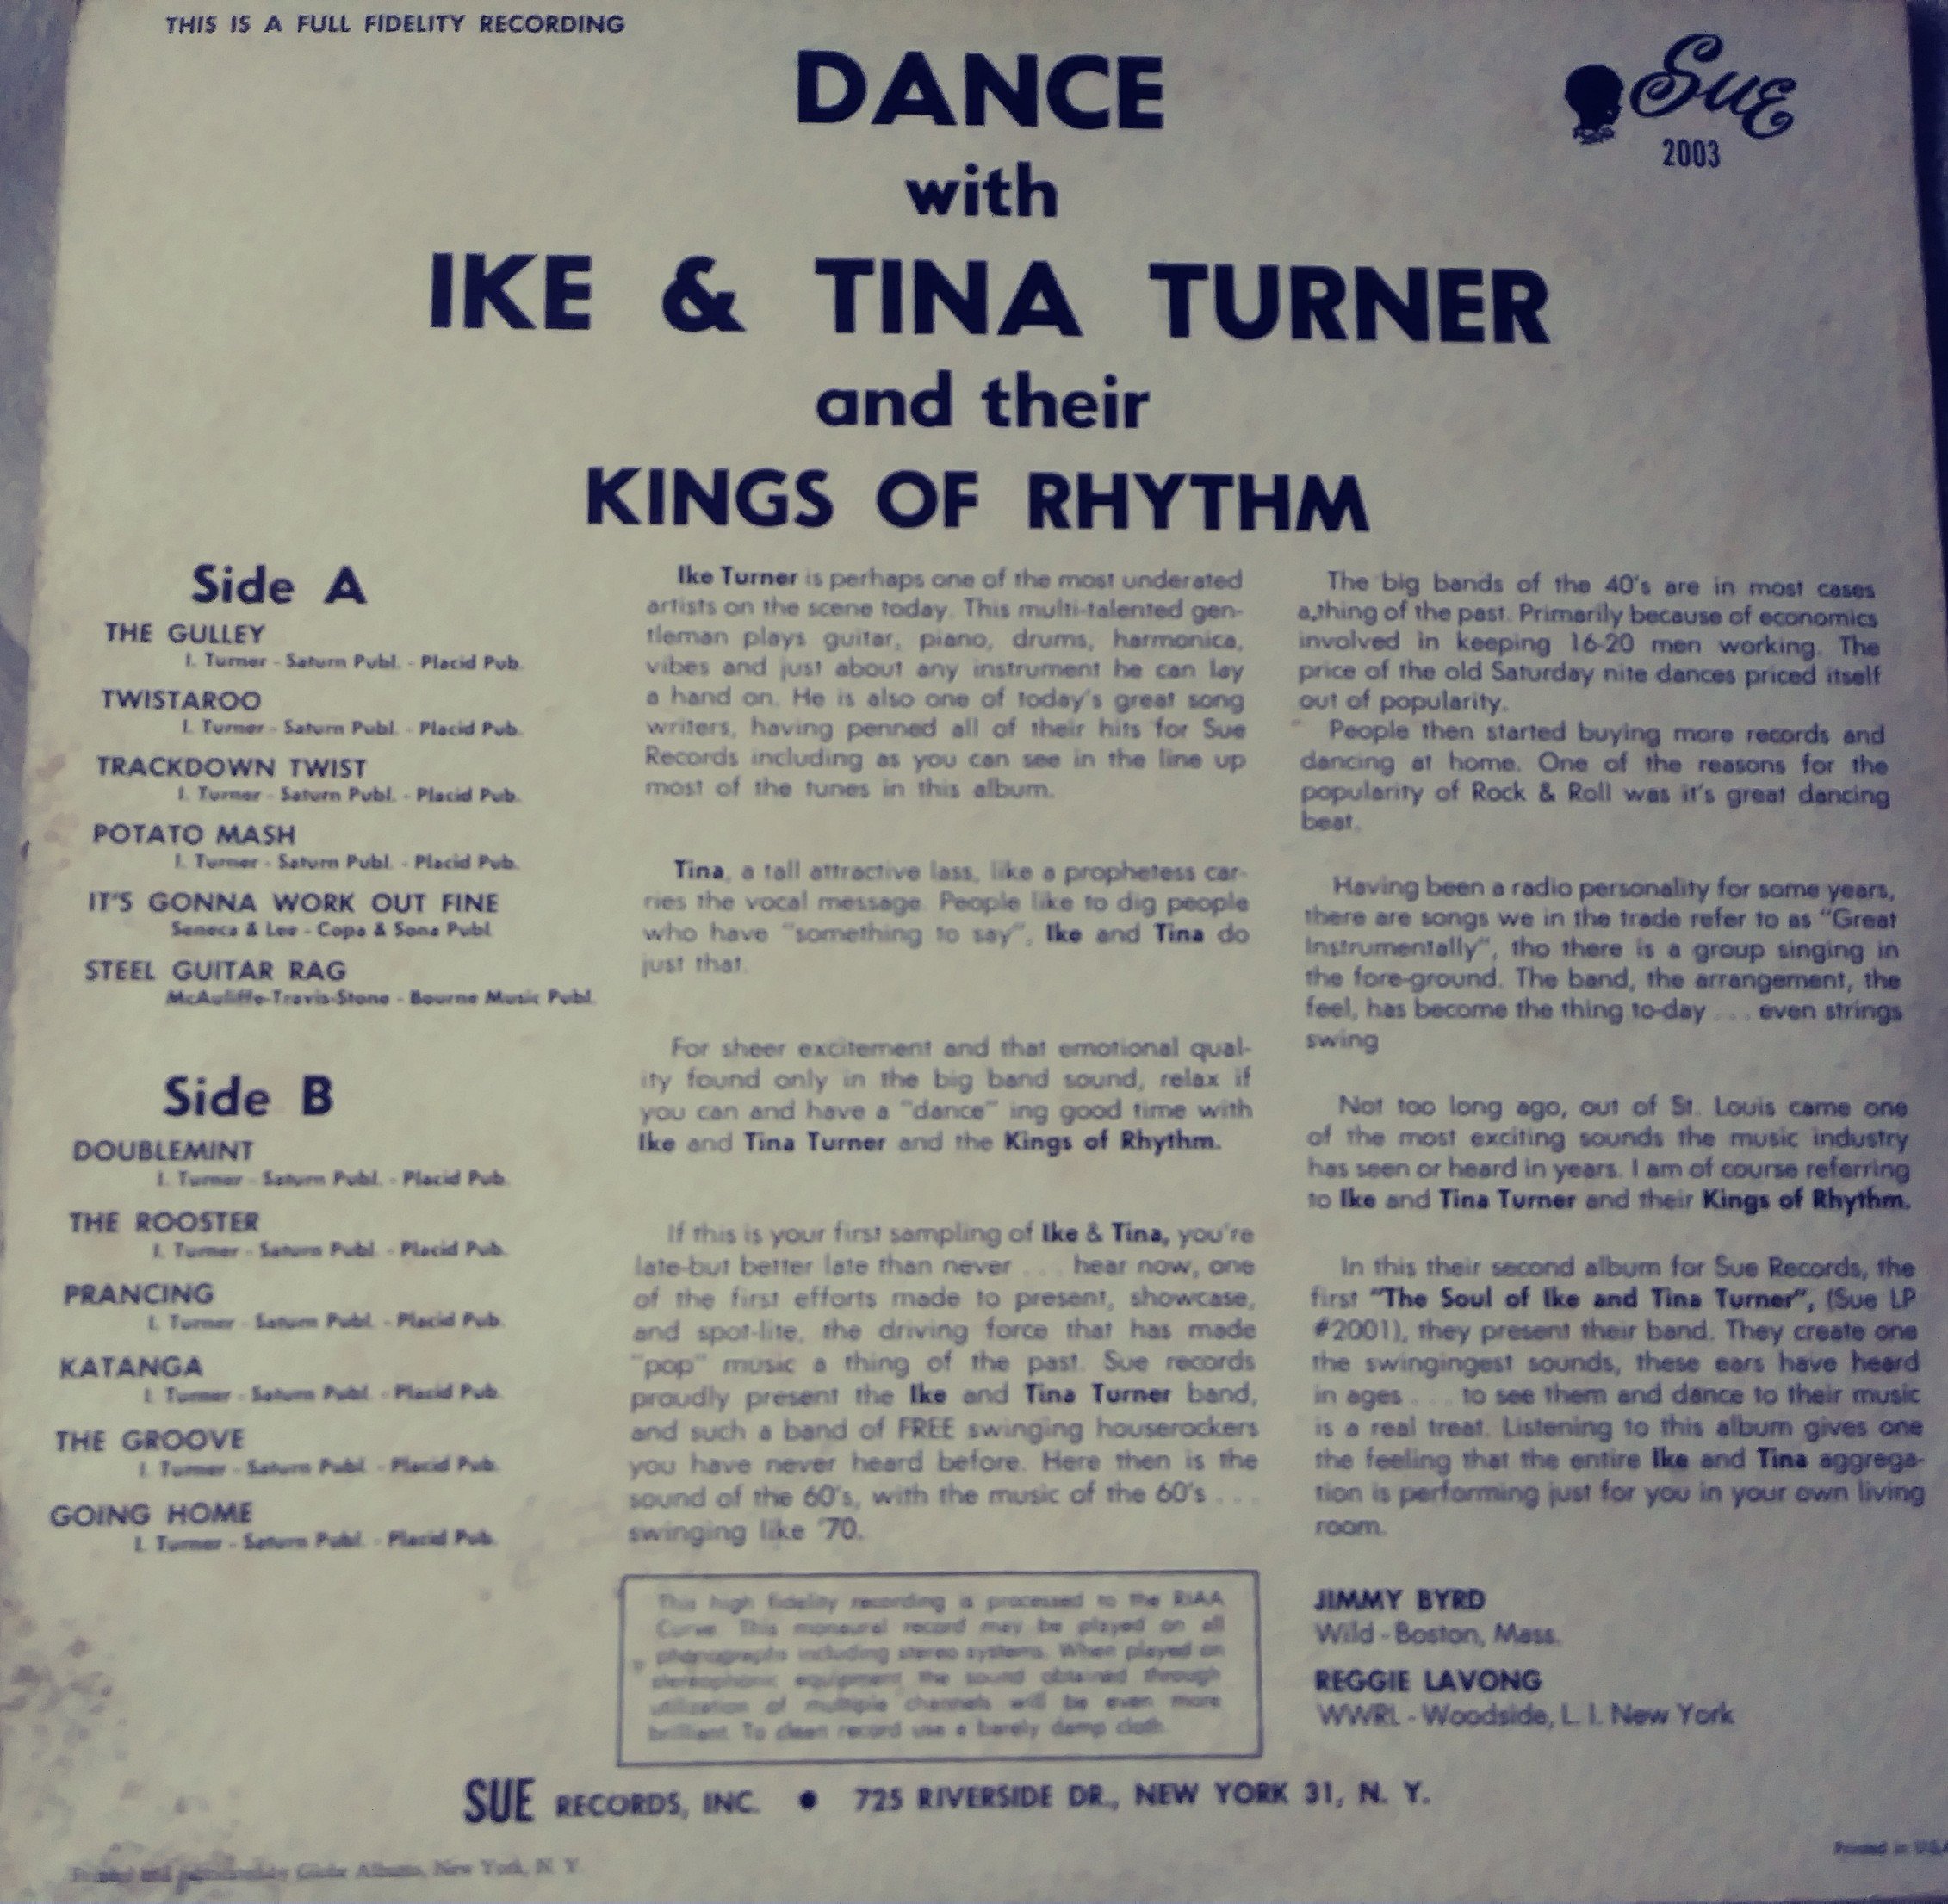 THIS IS A FULL FIDELITY RECORDING
Sue
2003
DANCE
with
IKE & TINA TURNER
and their
KINGS OF RHYTHM
Side A
THE GULLEY
I. Turner - Saturn Publ. - Placid Pub.
TWISTAROO
I. Turner - Saturn Publ. - Placid Pub.
TRACKDOWN TWIST
I. Turner - Saturn Publ. - Placid Pub.
POTATO MASH
I. Turner - Saturn Publ. - Placid Pub.
IT'S GONNA WORK OUT FINE
Seneca & Lee - Copa & Sona Publ.
STEEL GUITAR RAG
McAuliffe-Travis-Stone - Bourne Music Publ.
Side B
DOUBLEMINT
I. Turner - Saturn Publ. - Placid Pub.
THE ROOSTER
I. Turner - Saturn Publ. - Placid Pub.
PRANCING
I. Turner - Saturn Publ. - Placid Pub.
KATANGA
I. Turner - Saturn Publ. - Placid Pub.
THE GROOVE
I. Turner - Saturn Publ. - Placid Pub.
GOING HOME
I. Turner - Saturn Publ. - Placid Pub.
Ike Turner is perhaps one of the most underated
artists on the scene today. This multi-talented gen-
tleman plays guitar, piano, drums, harmonica,
vibes and just about any instrument he can lay
a hand on. He is also one of today's great song
writers, having penned all of their hits for Sue
Records including as you can see in the line up
most of the tunes in this album.
Tina, a tall attractive lass, like a prophetess car-
ries the vocal message. People like to dig people
who have "something to say", Ike and Tina do
just that.
For sheer excitement and that emotional qual-
ity found only in the big band sound, relax if
you can and have a "dance" ing good time with
Ike and Tina Turner and the Kings of Rhythm.
If this is your first sampling of Ike & Tina, you're
late-but better late than never . . . hear now, one
of the first efforts made to present, showcase,
and spot-lite, the driving force that has made
"pop" music a thing of the past. Sue records
proudly present the Ike and Tina Turner band,
and such a band of FREE swinging houserockers
you have never heard before. Here then is the
sound of the 60's, with the music of the 60's . . .
swinging like '70.
This high fidelity recording is processed to the RIAA
Curve. This monaural record may be played on all
phonographs including stereo systems. When played on
stereophonic equipment the sound obtained through
utilization of multiple channels will be even more
brilliant. To clean record use a barely damp cloth.
The big bands of the 40's are in most cases
a,thing of the past. Primarily because of economics
involved in keeping 16-20 men working. The
price of the old Saturday nite dances priced itself
out of popularity.
People then started buying more records and
dancing at home. One of the reasons for the
popularity of Rock & Roll was it's great dancing
beat.
Having been a radio personality for some years,
there are songs we in the trade refer to as "Great
Instrumentally", tho there is a group singing in
the fore-ground. The band, the arrangement, the
feel, has become the thing to-day . . . even strings
swing
Not too long ago, out of St. Louis came one
of the most exciting sounds the music industry
has seen or heard in years. I am of course referring
to Ike and Tina Turner and their Kings of Rhythm.
In this their second album for Sue Records, the
first "The Soul of Ike and Tina Turner", (Sue LP
#2001), they present their band. They create one
the swingingest sounds, these ears have heard
in ages . . . to see them and dance to their music
is a real treat. Listening to this album gives one
the feeling that the entire Ike and Tina aggrega-
tion is performing just for you in your own living
room.
JIMMY BYRD
Wild - Boston, Mass.
REGGIE LAVONG
WWRL - Woodside, L. I. New York
SUE RECORDS, INC. • 725 RIVERSIDE DR., NEW YORK 31, N. Y.
Printed and by Globe Albums, New York, N. Y.
Printed in U.S.A